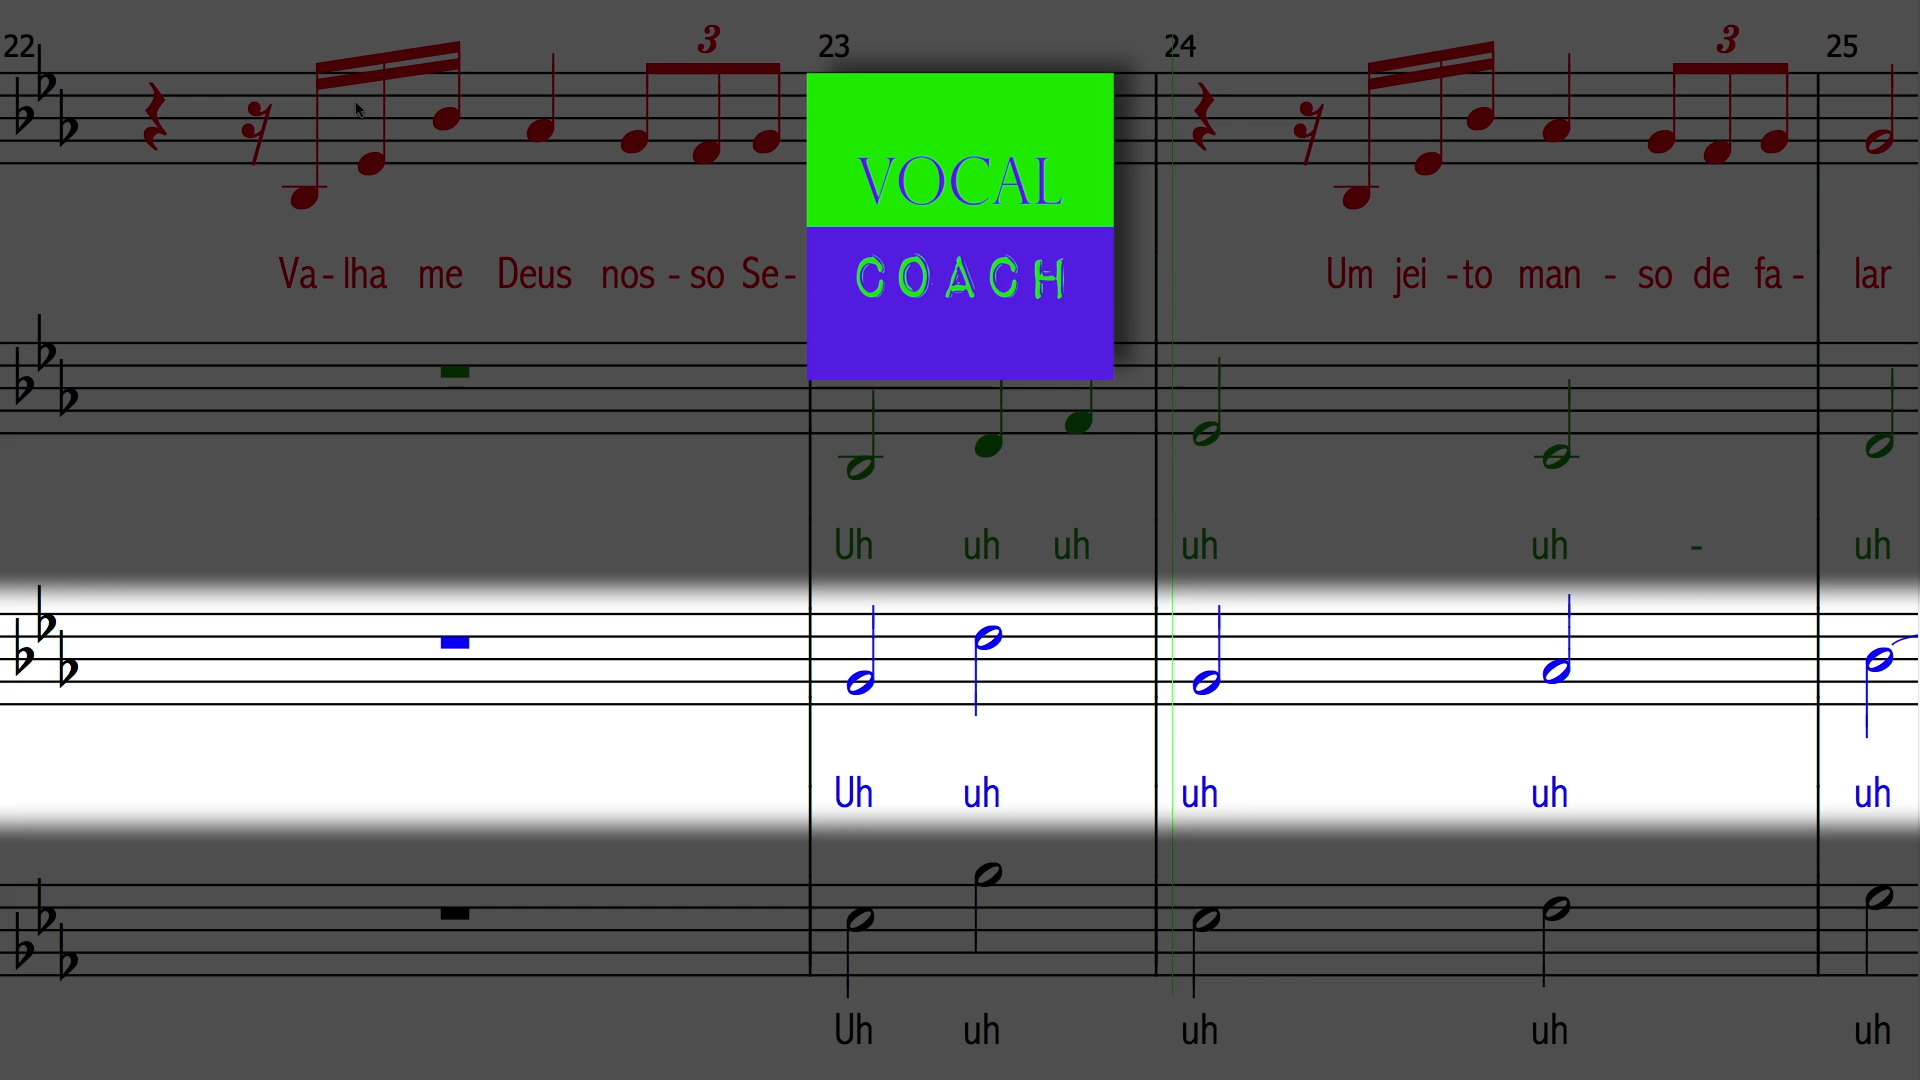 22 23 24 25
3 3
VOCAL
COACH
Va - lha me Deus nos - so Se - Um jei - to man - so de fa - lar
Uh uh uh uh uh - uh
Uh uh uh uh uh
Uh uh uh uh uh